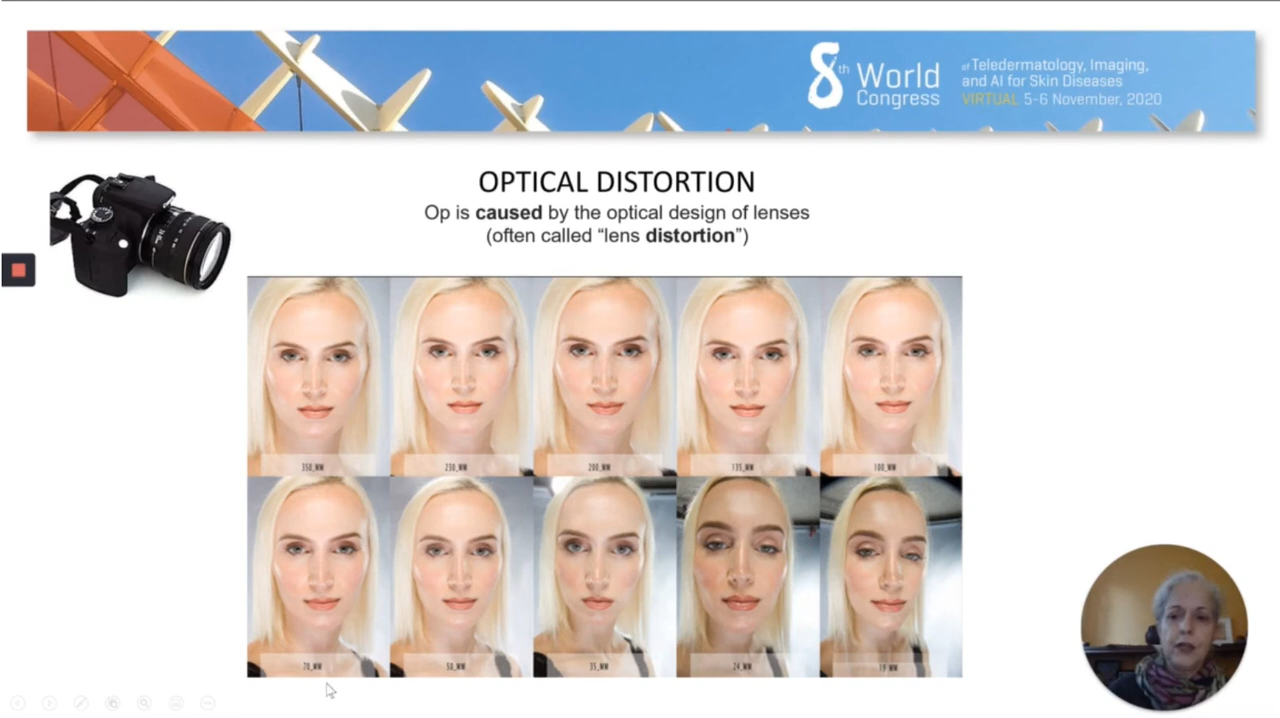 8th World
Congress
of Teledermatology, Imaging,
and AI for Skin Diseases
VIRTUAL 5-6 November, 2020
OPTICAL DISTORTION
Op is caused by the optical design of lenses
(often called “lens distortion”)
350_MM
230_MM
200_MM
135_MM
100_MM
70_MM
50_MM
35_MM
24_MM
19_MM